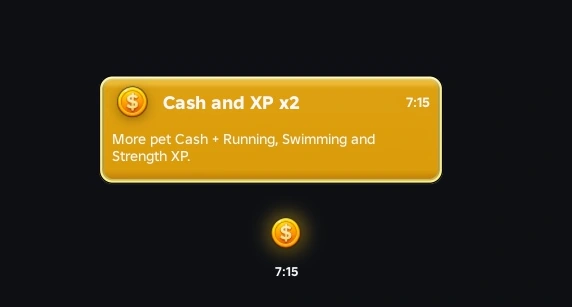 $ Cash and XP x2 7:15
More pet Cash + Running, Swimming and
Strength XP.
$
7:15